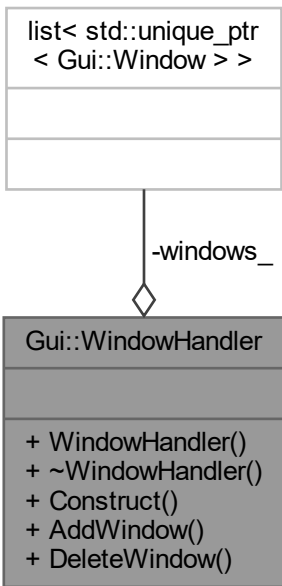 list< std::unique_ptr
< Gui::Window > >
-windows_
Gui::WindowHandler
+ WindowHandler()
+ ~WindowHandler()
+ Construct()
+ AddWindow()
+ DeleteWindow()